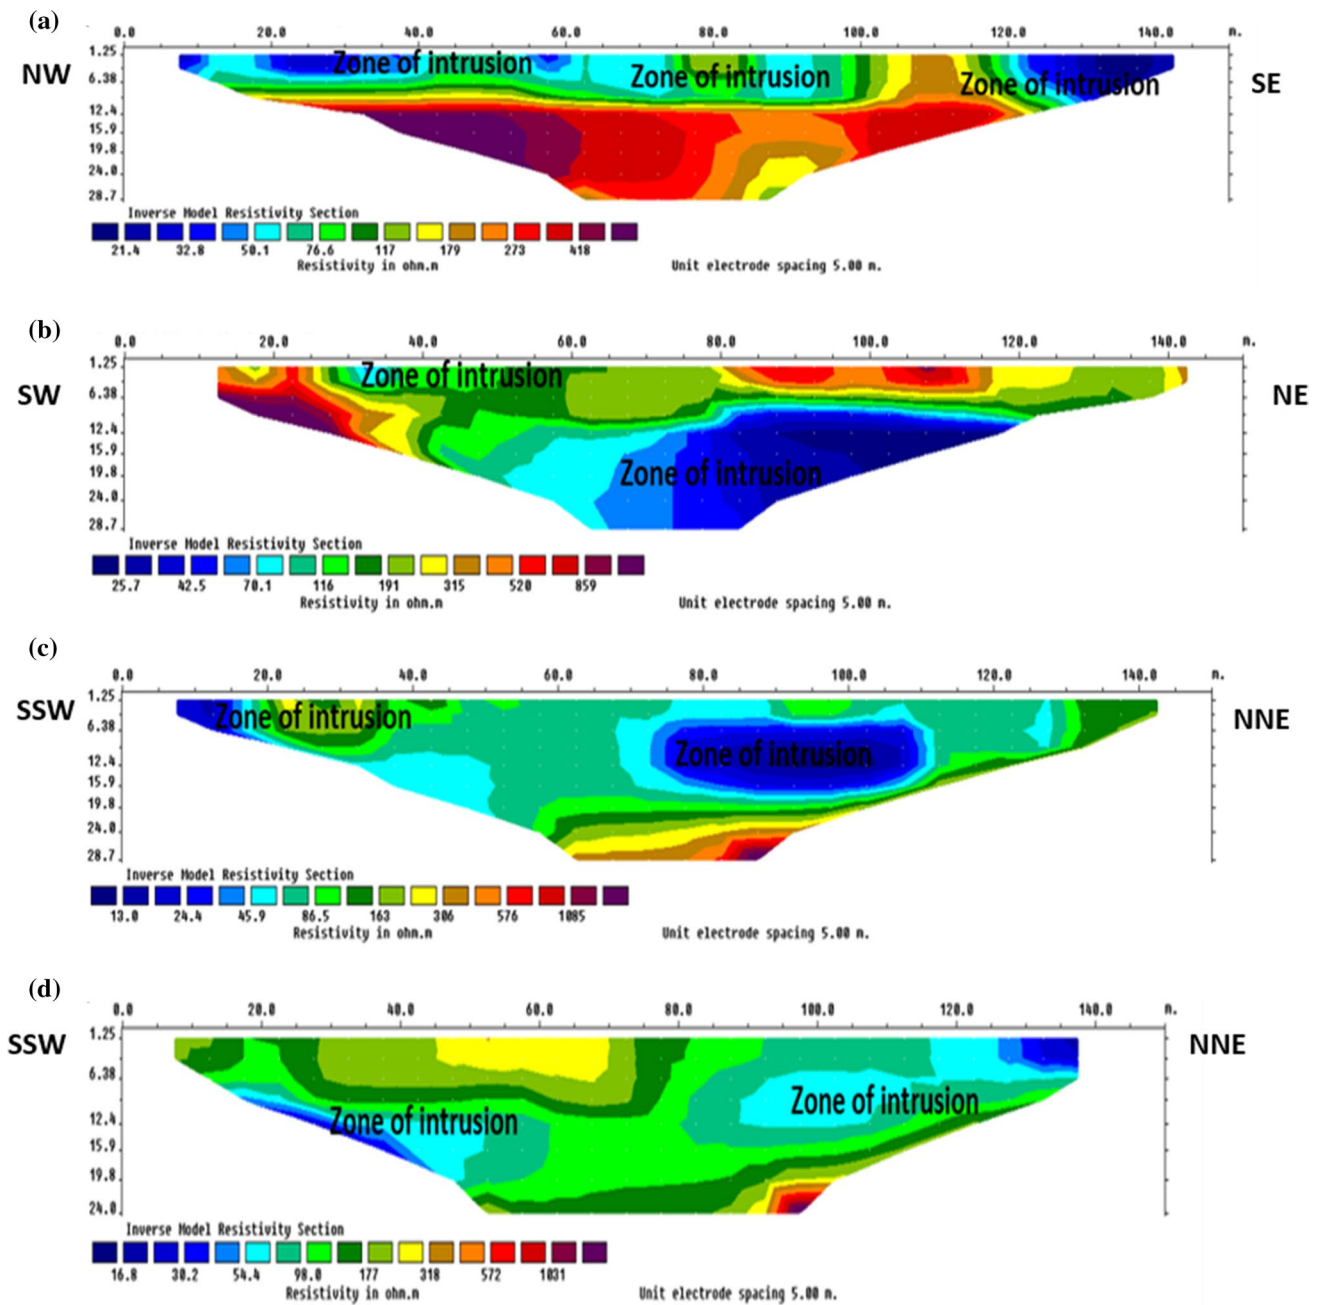 (a)
0.0 20.0 40.0 60.0 80.0 100.0 120.0 140.0 m.
1.25
6.38
12.4
15.9
19.8
24.0
28.7
NW
SE
Zone of intrusion
Zone of intrusion
Zone of intrusion
Inverse Model Resistivity Section
21.4 32.8 50.1 76.6 117 179 273 418
Resistivity in ohm.m
Unit electrode spacing 5.00 m.
(b)
0.0 20.0 40.0 60.0 80.0 100.0 120.0 140.0 m.
1.25
6.38
12.4
15.9
19.8
24.0
28.7
SW
NE
Zone of intrusion
Zone of intrusion
Inverse Model Resistivity Section
25.7 42.5 70.1 116 191 315 520 859
Resistivity in ohm.m
Unit electrode spacing 5.00 m.
(c)
0.0 20.0 40.0 60.0 80.0 100.0 120.0 140.0 m.
1.25
6.38
12.4
15.9
19.8
24.0
28.7
SSW
NNE
Zone of intrusion
Zone of intrusion
Inverse Model Resistivity Section
13.0 24.4 45.9 86.5 163 306 576 1085
Resistivity in ohm.m
Unit electrode spacing 5.00 m.
(d)
0.0 20.0 40.0 60.0 80.0 100.0 120.0 140.0 m.
1.25
6.38
12.4
15.9
19.8
24.0
SSW
NNE
Zone of intrusion
Zone of intrusion
Inverse Model Resistivity Section
16.8 30.2 54.4 98.0 177 318 572 1031
Resistivity in ohm.m
Unit electrode spacing 5.00 m.